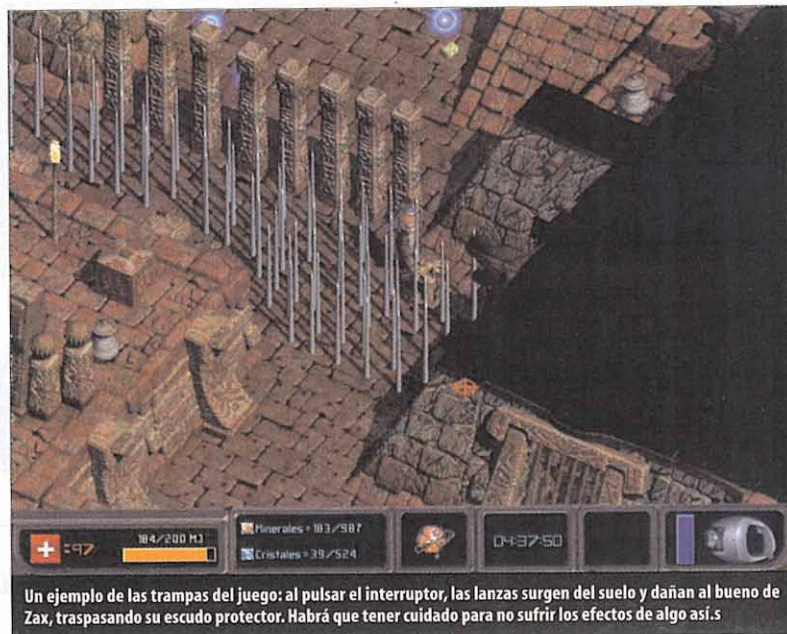 :97
184/200 MJ
Minerales = 183/987
Cristales = 39/524
04:37:50
Un ejemplo de las trampas del juego: al pulsar el interruptor, las lanzas surgen del suelo y dañan al bueno de
Zax, traspasando su escudo protector. Habrá que tener cuidado para no sufrir los efectos de algo así.s